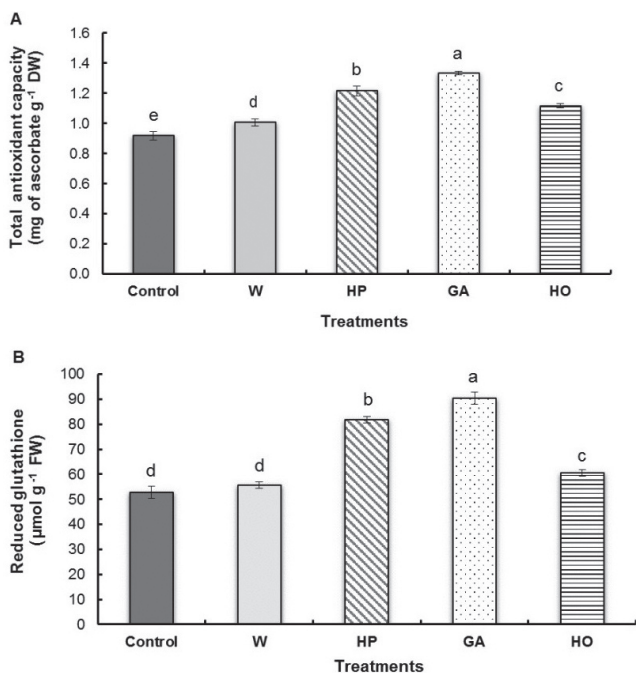 A
Total antioxidant capacity
(mg of ascorbate g⁻¹ DW)
1.6
1.4
1.2
1.0
0.8
0.6
0.4
0.2
0.0
e
d
b
a
c
Control W HP GA HO
Treatments
B
Reduced glutathione
(µmol g⁻¹ FW)
100
90
80
70
60
50
40
30
20
10
0
d
d
b
a
c
Control W HP GA HO
Treatments